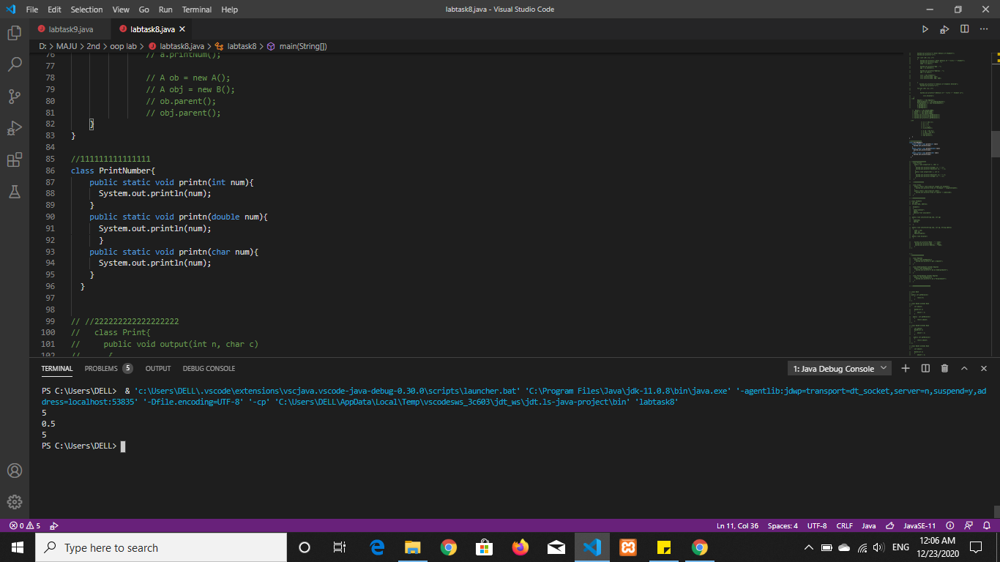 File Edit Selection View Go Run Terminal Help
labtask8.java - Visual Studio Code
labtask9.java
labtask8.java
D: > MAJU > 2nd > oop lab > labtask8.java > labtask8 > main(String[])
76 // a.printNum();
77
78 // A ob = new A();
79 // A obj = new B();
80 // ob.parent();
81 // obj.parent();
82 }
83 }
84
85 //111111111111111
86 class PrintNumber{
87 public static void printn(int num){
88 System.out.println(num);
89 }
90 public static void printn(double num){
91 System.out.println(num);
92 }
93 public static void printn(char num){
94 System.out.println(num);
95 }
96 }
97
98
99 // //222222222222222222
100 // class Print{
101 // public void output(int n, char c)
102 // {
TERMINAL PROBLEMS 5 OUTPUT DEBUG CONSOLE
1: Java Debug Console
PS C:\Users\DELL> & 'c:\Users\DELL\.vscode\extensions\vscjava.vscode-java-debug-0.30.0\scripts\launcher.bat' 'C:\Program Files\Java\jdk-11.0.8\bin\java.exe' '-agentlib:jdwp=transport=dt_socket,server=n,suspend=y,ad
dress=localhost:53835' '-Dfile.encoding=UTF-8' '-cp' 'C:\Users\DELL\AppData\Local\Temp\vscodesws_3c603\jdt_ws\jdt.ls-java-project\bin' 'labtask8'
5
0.5
5
PS C:\Users\DELL>
0 5
Ln 11, Col 36 Spaces: 4 UTF-8 CRLF Java JavaSE-11
Type here to search
ENG
12:06 AM
12/23/2020